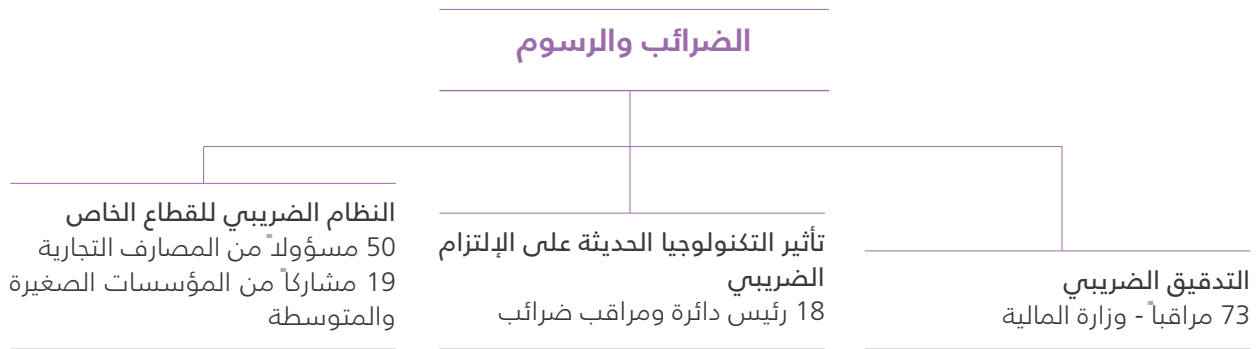 الضرائب والرسوم
التدقيق الضريبي
73 مراقباً - وزارة المالية
تأثير التكنولوجيا الحديثة على الإلتزام
الضريبي
18 رئيس دائرة ومراقب ضرائب
النظام الضريبي للقطاع الخاص
50 مسؤولاً من المصارف التجارية
19 مشاركاً من المؤسسات الصغيرة
والمتوسطة